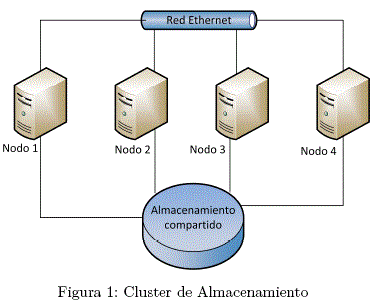 Red Ethernet
Nodo 1
Nodo 2
Nodo 3
Nodo 4
Almacenamiento
compartido
Figura 1: Cluster de Almacenamiento